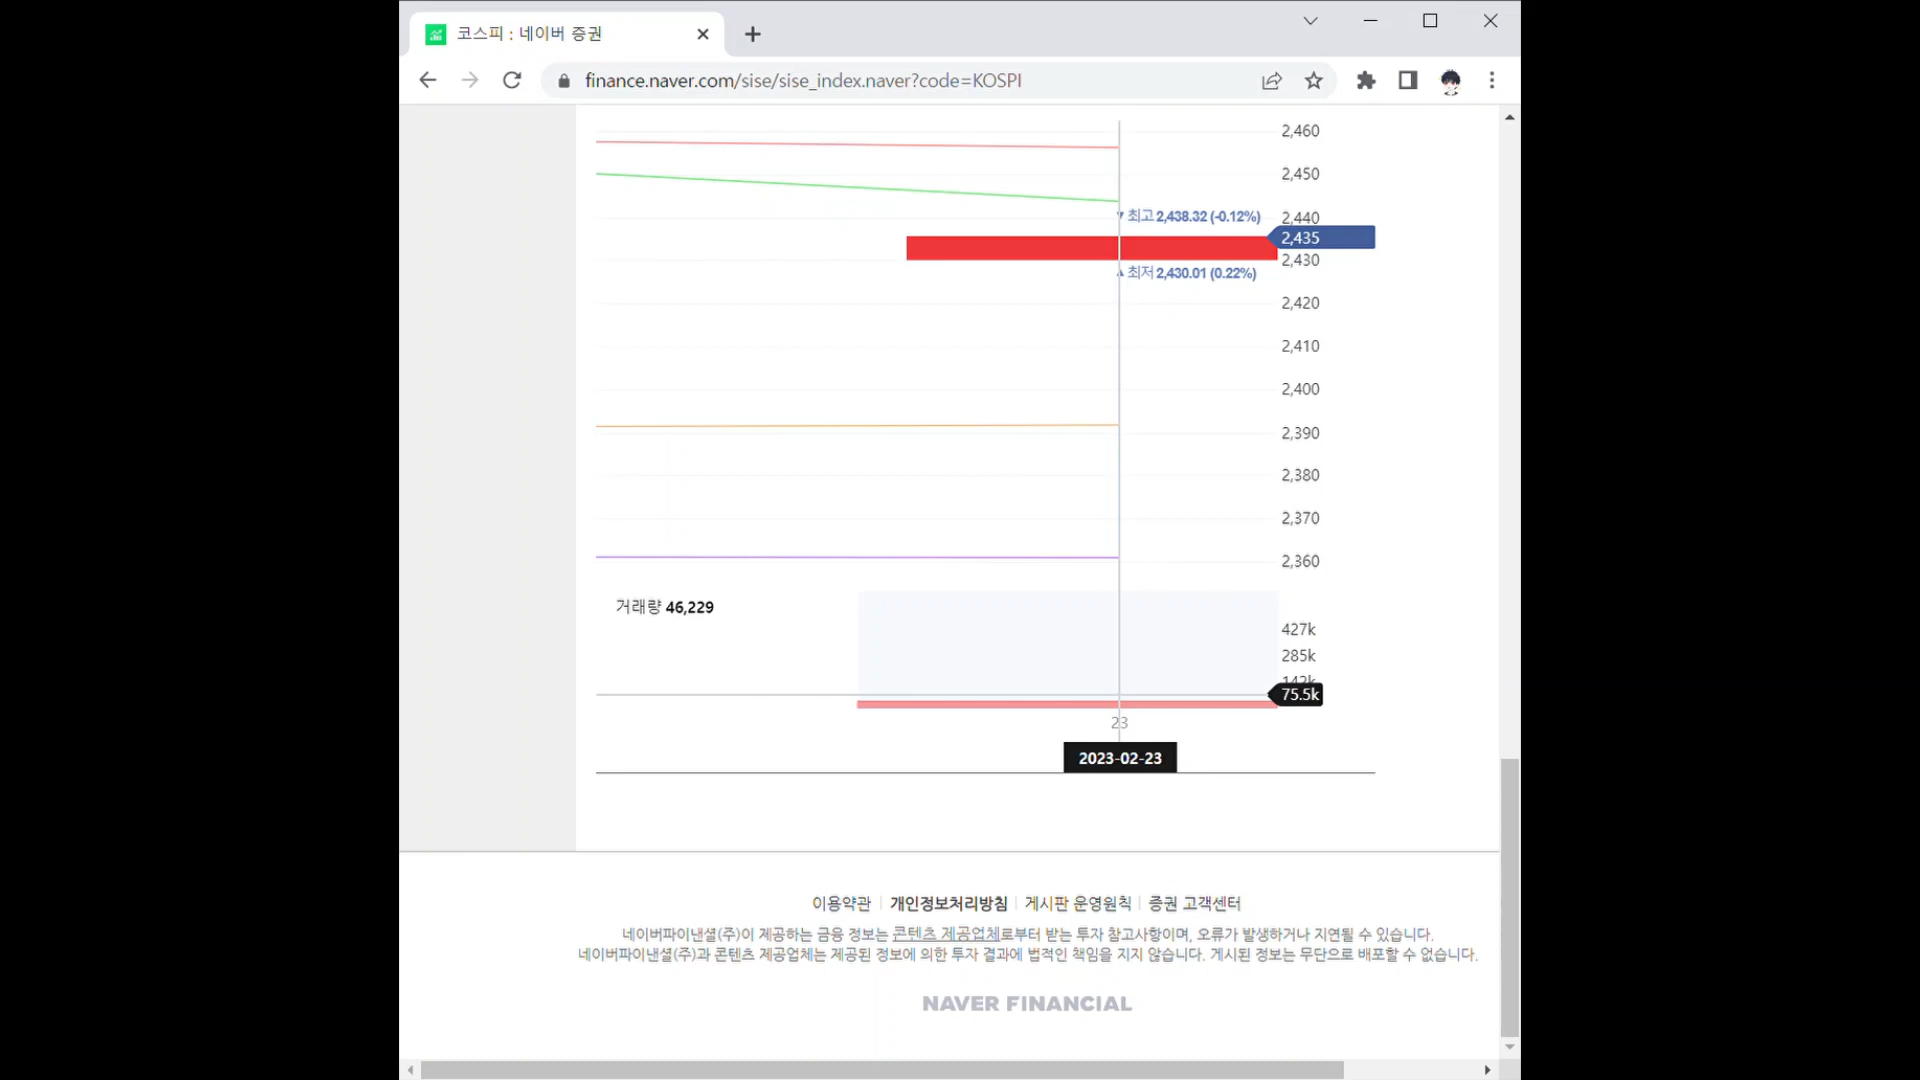 코스피 : 네이버 증권
finance.naver.com/sise/sise_index.naver?code=KOSPI
2,460
2,450
▼ 최고 2,438.32 (-0.12%)
2,440
2,435
2,430
▲ 최저 2,430.01 (0.22%)
2,420
2,410
2,400
2,390
2,380
2,370
2,360
거래량 46,229
427k
285k
142k
75.5k
23
2023-02-23
이용약관 개인정보처리방침 게시판 운영원칙 증권 고객센터
네이버파이낸셜(주)이 제공하는 금융 정보는 콘텐츠 제공업체로부터 받는 투자 참고사항이며, 오류가 발생하거나 지연될 수 있습니다.
네이버파이낸셜(주)과 콘텐츠 제공업체는 제공된 정보에 의한 투자 결과에 법적인 책임을 지지 않습니다. 게시된 정보는 무단으로 배포할 수 없습니다.
NAVER FINANCIAL